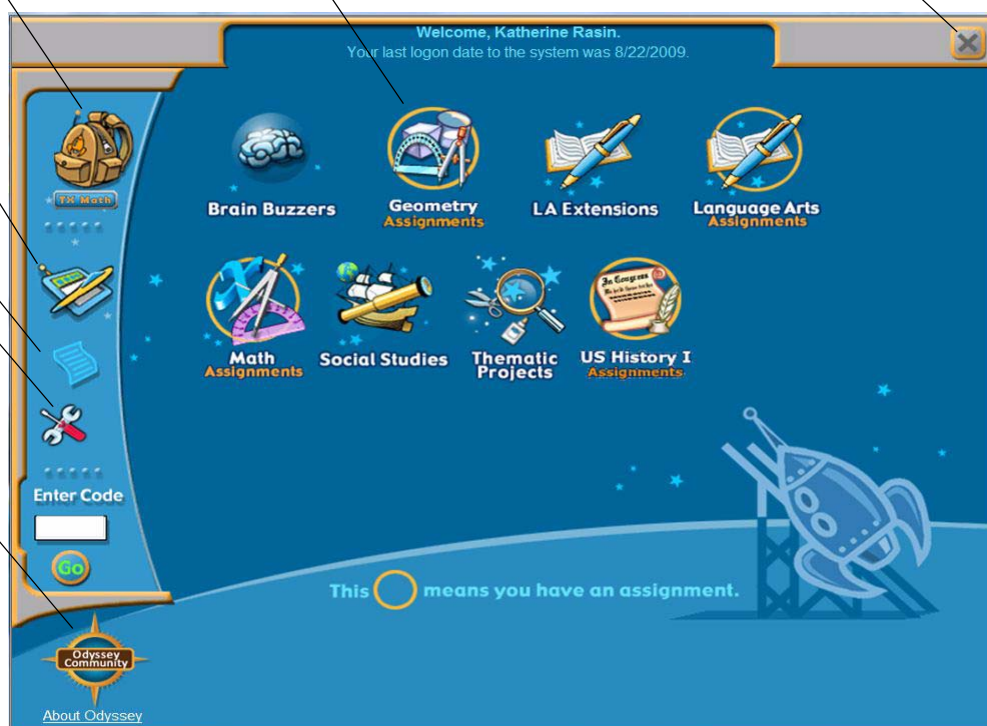 Welcome, Katherine Rasin.
Your last logon date to the system was 8/22/2009.
TX Math
Brain Buzzers
Geometry
Assignments
LA Extensions
Language Arts
Assignments
Math
Assignments
Social Studies
Thematic
Projects
In Congress
US History I
Assignments
Enter Code
Go
This means you have an assignment.
Odyssey
Community
About Odyssey